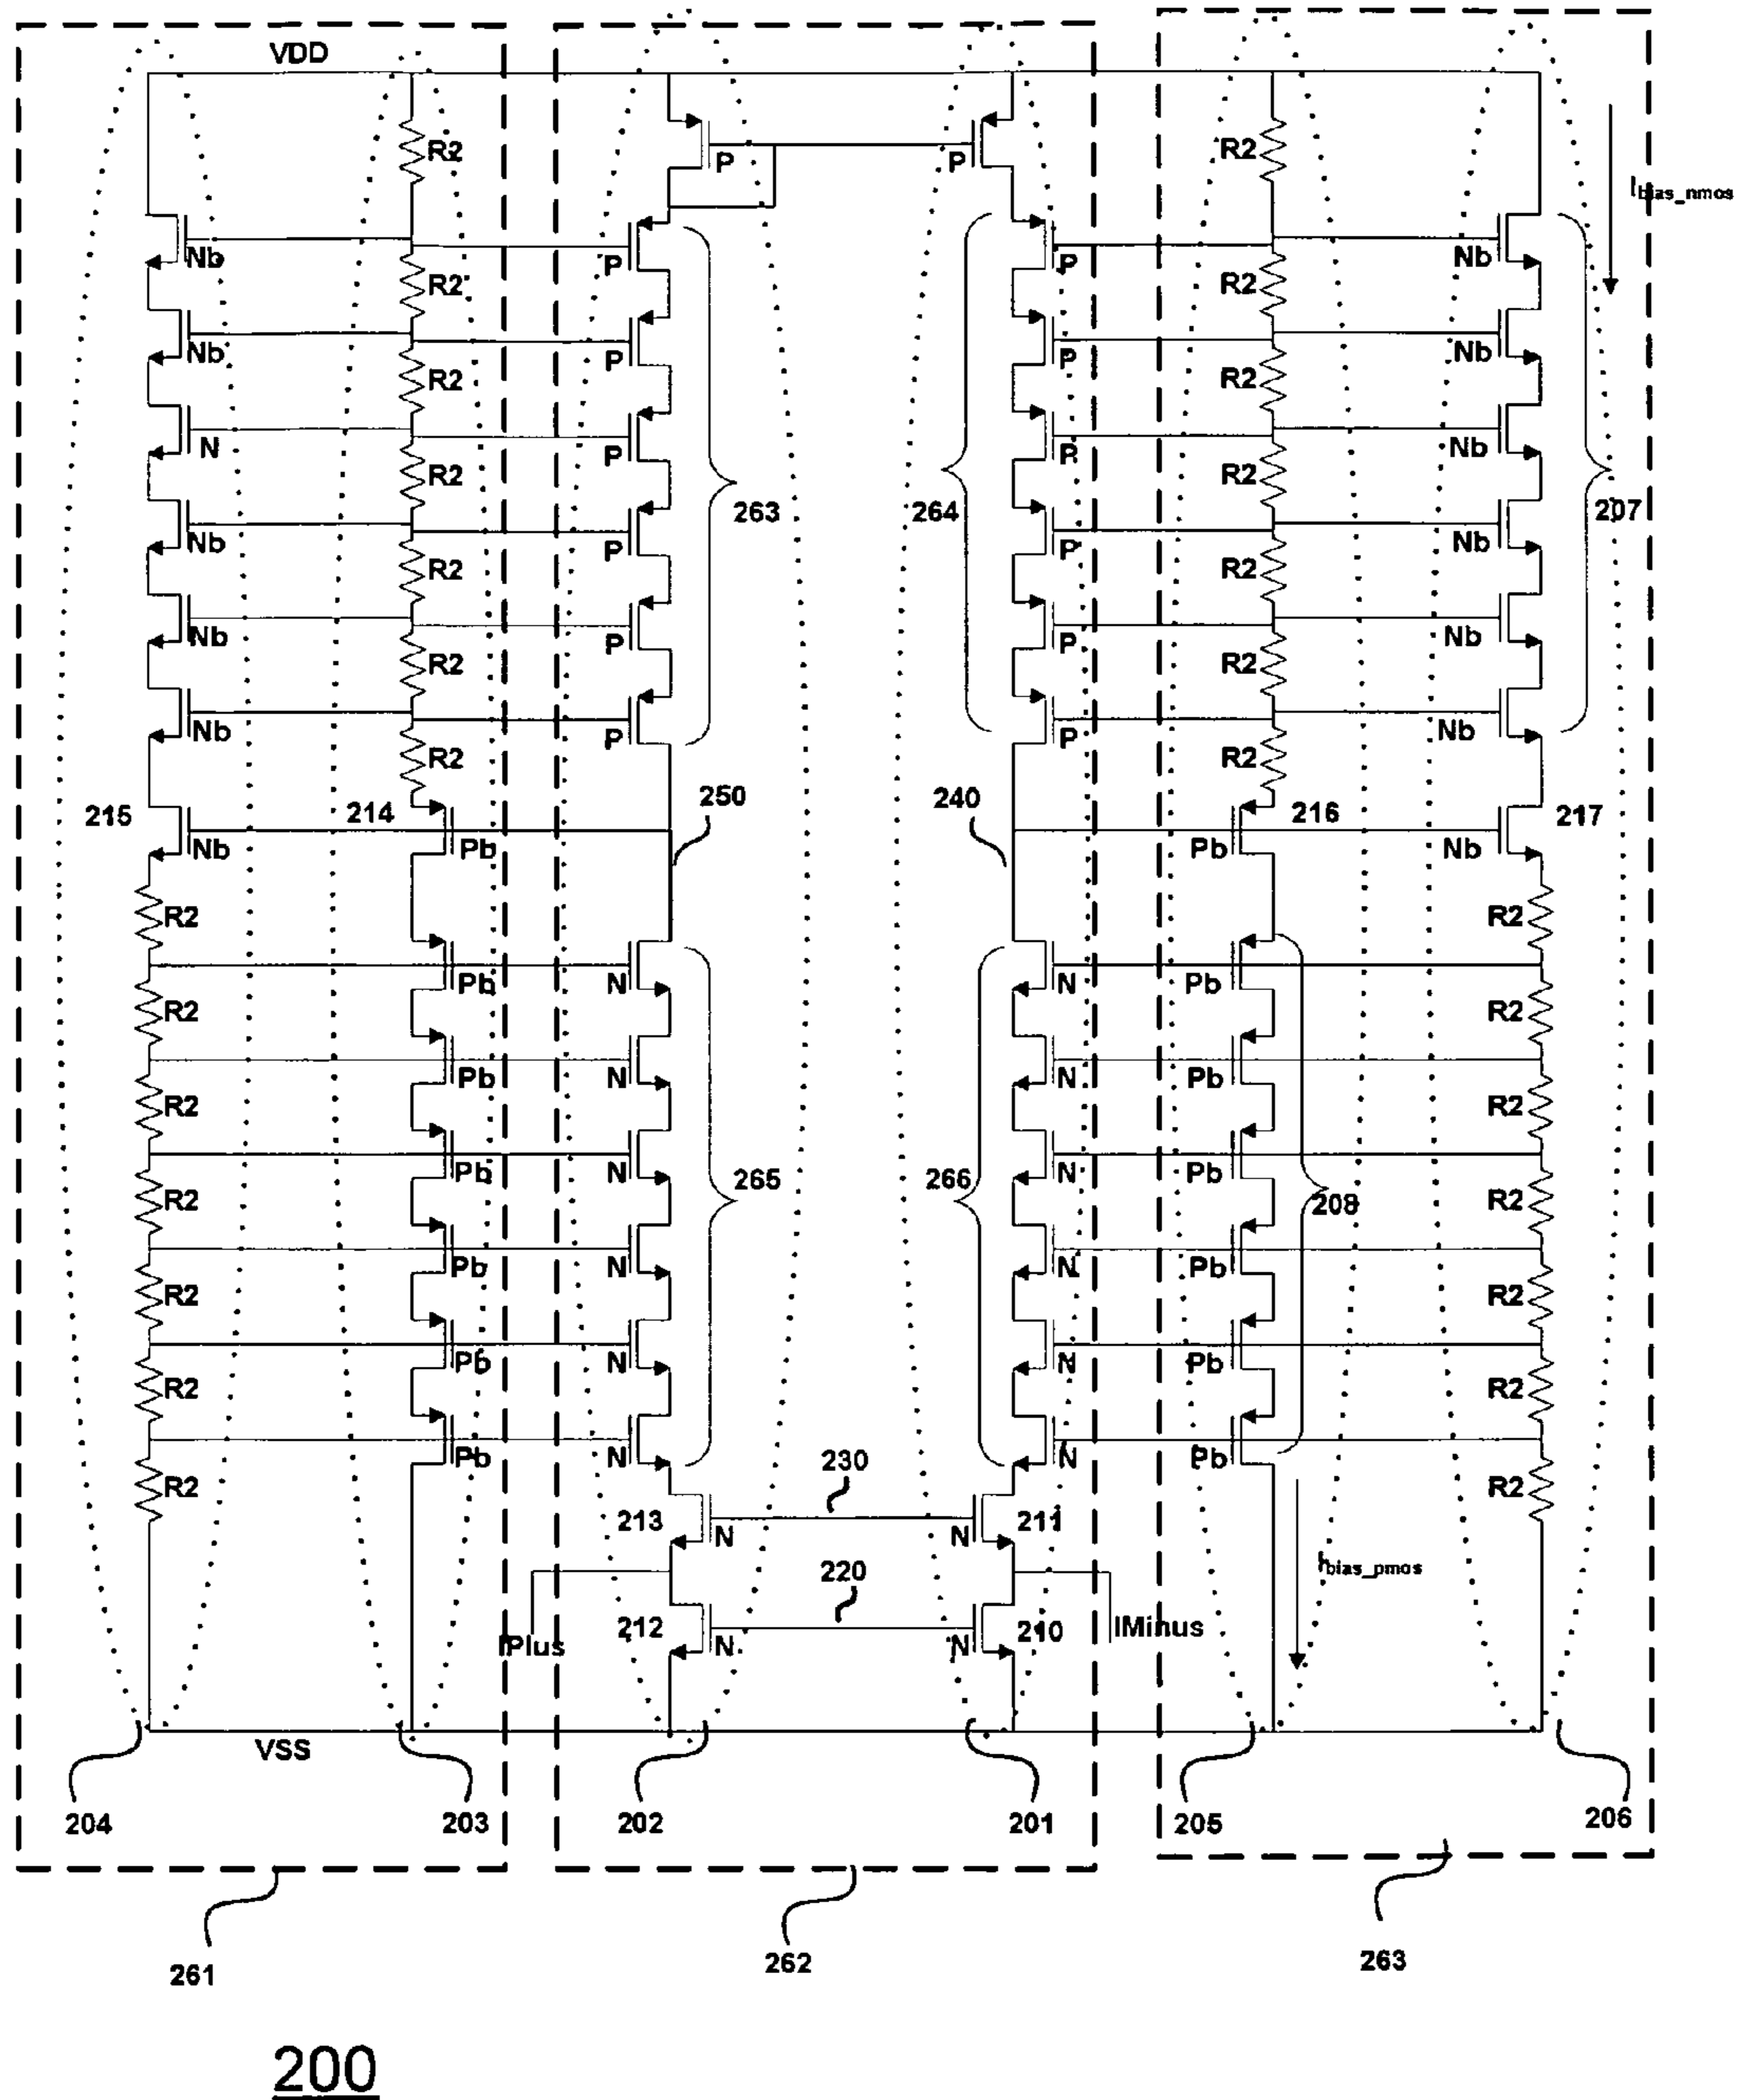 VDD
R2 P P R2
Ibias_nmos
Nb P P Nb
R2 R2
Nb P P Nb
R2 R2
N P P Nb
R2 263 264 R2 207
Nb P P Nb
R2 R2
Nb P P Nb
R2 R2
Nb P P Nb
R2 R2
250 240
215 214 216 217
Nb Pb Pb Nb
R2 R2
Pb N N Pb
R2 R2
Pb N N Pb
R2 R2
Pb N N Pb
R2 265 266 208 R2
Pb N N Pb
R2 R2
Pb N N Pb
R2 R2
Pb N N Pb
230
R2 R2
213 N N 211
220 Ibias_pmos
IPlus 212 N N 210 IMinus
VSS
204 203 202 201 205 206
261 262 263
200